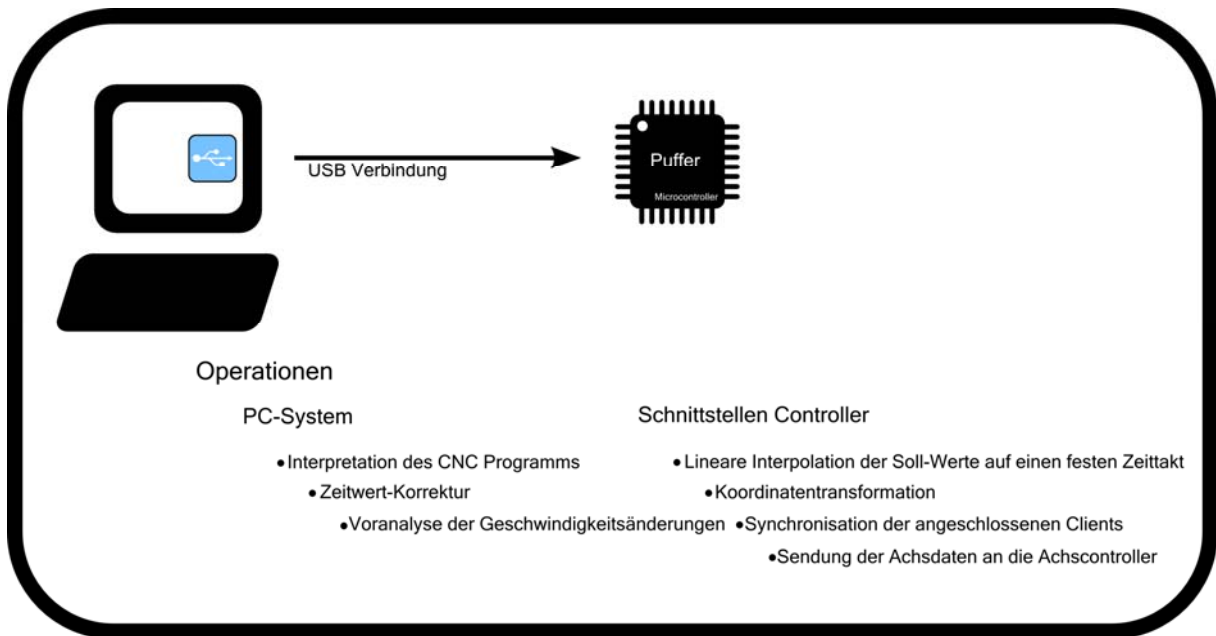 USB Verbindung
Puffer
Microcontroller
Operationen
PC-System
•Interpretation des CNC Programms
•Zeitwert-Korrektur
•Voranalyse der Geschwindigkeitsänderungen
Schnittstellen Controller
•Lineare Interpolation der Soll-Werte auf einen festen Zeittakt
•Koordinatentransformation
•Synchronisation der angeschlossenen Clients
•Sendung der Achsdaten an die Achscontroller